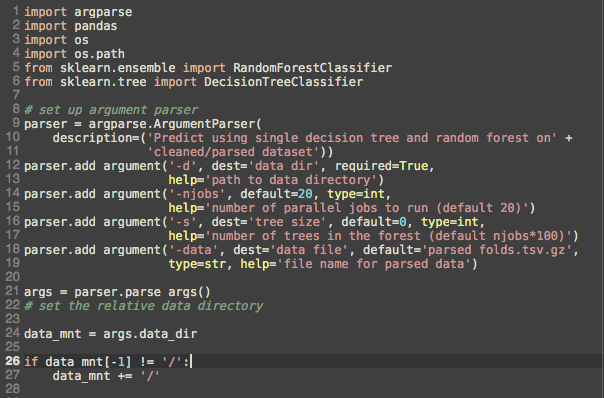 1 import argparse
2 import pandas
3 import os
4 import os.path
5 from sklearn.ensemble import RandomForestClassifier
6 from sklearn.tree import DecisionTreeClassifier
7
8 # set up argument parser
9 parser = argparse.ArgumentParser(
10     description=('Predict using single decision tree and random forest on' +
11                  'cleaned/parsed dataset'))
12 parser.add argument('-d', dest='data dir', required=True,
13                     help='path to data directory')
14 parser.add argument('-njobs', default=20, type=int,
15                     help='number of parallel jobs to run (default 20)')
16 parser.add argument('-s', dest='tree size', default=0, type=int,
17                     help='number of trees in the forest (default njobs*100)')
18 parser.add argument('-data', dest='data file', default='parsed folds.tsv.gz',
19                     type=str, help='file name for parsed data')
20
21 args = parser.parse args()
22 # set the relative data directory
23
24 data_mnt = args.data_dir
25
26 if data mnt[-1] != '/':
27     data_mnt += '/'
28